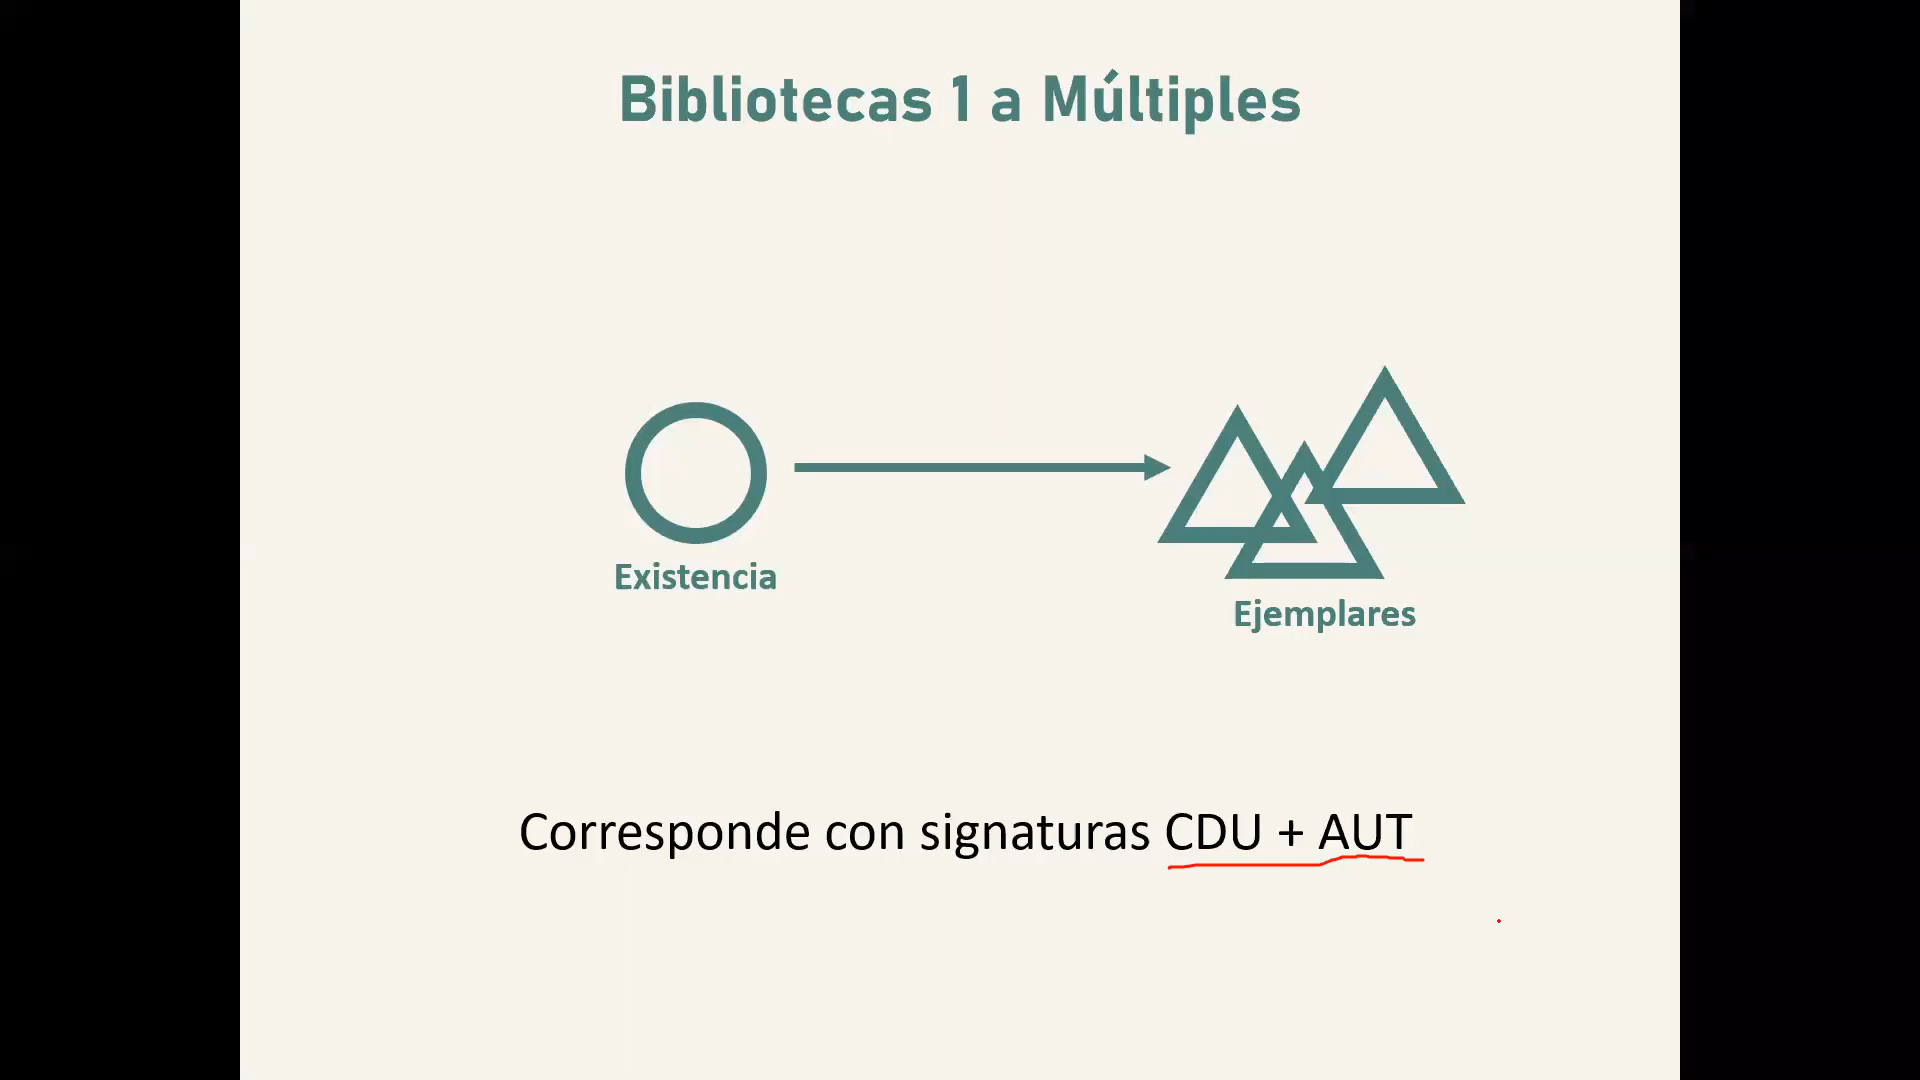 Bibliotecas 1 a Múltiples
Existencia
Ejemplares
Corresponde con signaturas CDU + AUT